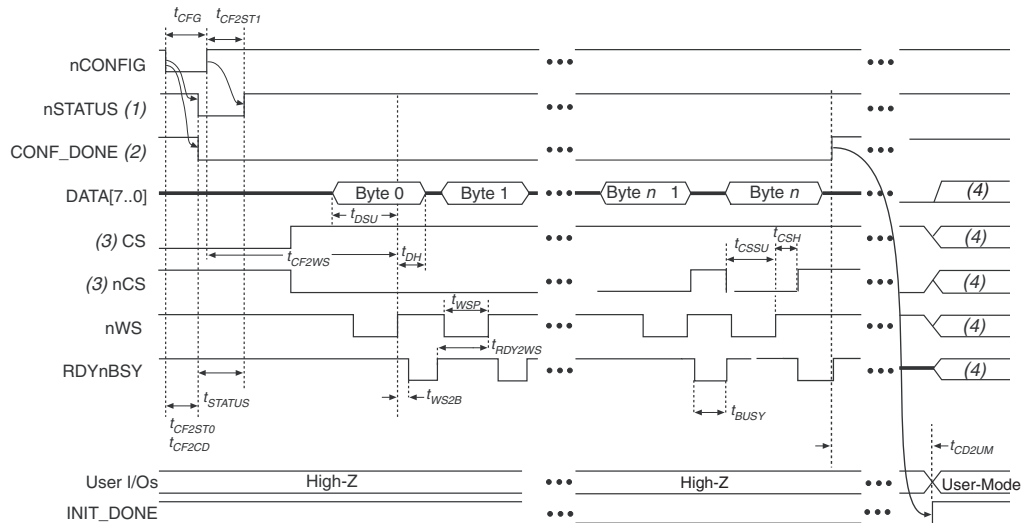 tCFG
tCF2ST1
nCONFIG
nSTATUS (1)
CONF_DONE (2)
DATA[7..0]
Byte 0
Byte 1
Byte n 1
Byte n
(4)
tDSU
(3) CS
tCF2WS
tDH
tCSSU
tCSH
(4)
(3) nCS
(4)
tWSP
nWS
(4)
tRDY2WS
RDYnBSY
(4)
tSTATUS
tWS2B
tBUSY
tCF2ST0
tCF2CD
tCD2UM
User I/Os
High-Z
High-Z
User-Mode
INIT_DONE